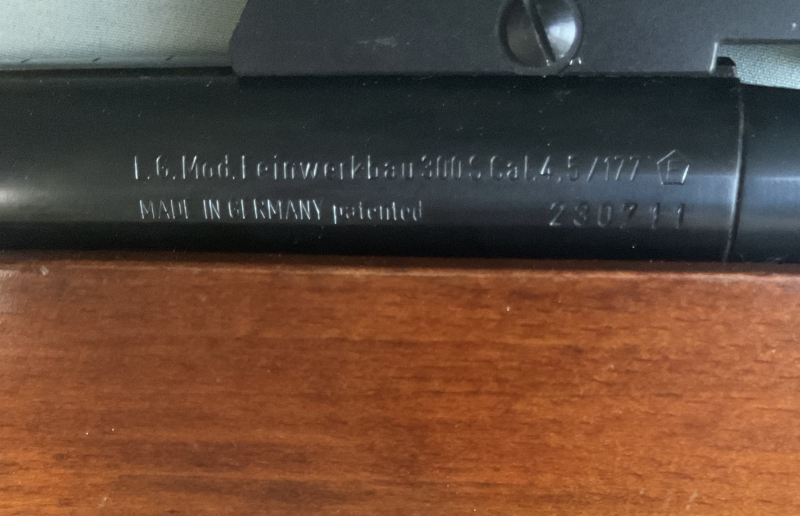 L.G. Mod. Feinwerkbau 300 S Cal. 4,5/177 F
MADE IN GERMANY patented 230711